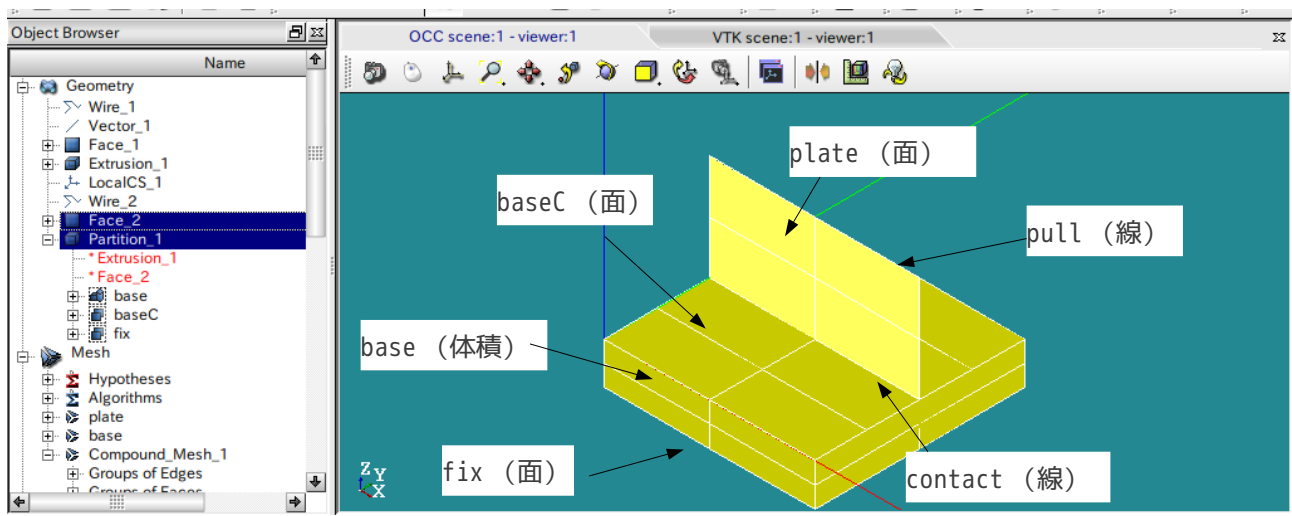 Object Browser
Name
Geometry
Wire_1
Vector_1
Face_1
Extrusion_1
LocalCS_1
Wire_2
Face_2
Partition_1
*Extrusion_1
*Face_2
base
baseC
fix
Mesh
Hypotheses
Algorithms
plate
base
Compound_Mesh_1
Groups of Edges
Groups of Faces
OCC scene:1 - viewer:1
VTK scene:1 - viewer:1
plate （面）
baseC （面）
pull （線）
base （体積）
fix （面）
contact （線）
Z Y
X